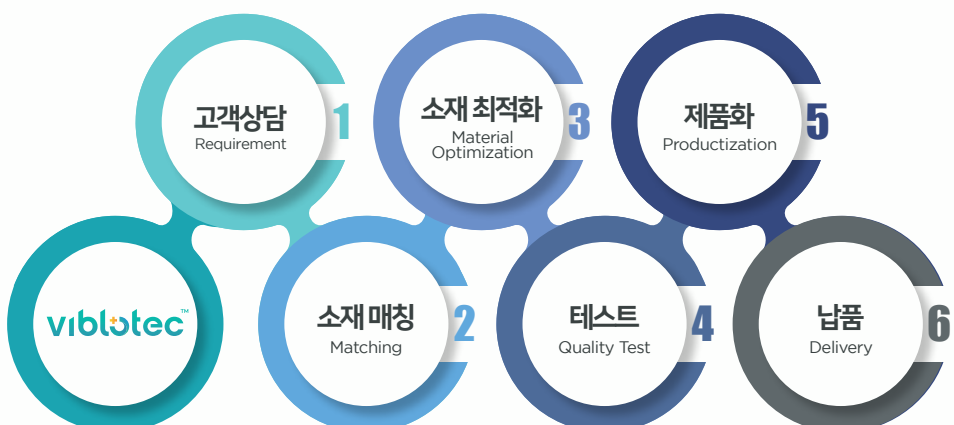 viblotec™
고객상담
Requirement
1
소재 매칭
Matching
2
소재 최적화
Material
Optimization
3
테스트
Quality Test
4
제품화
Productization
5
납품
Delivery
6